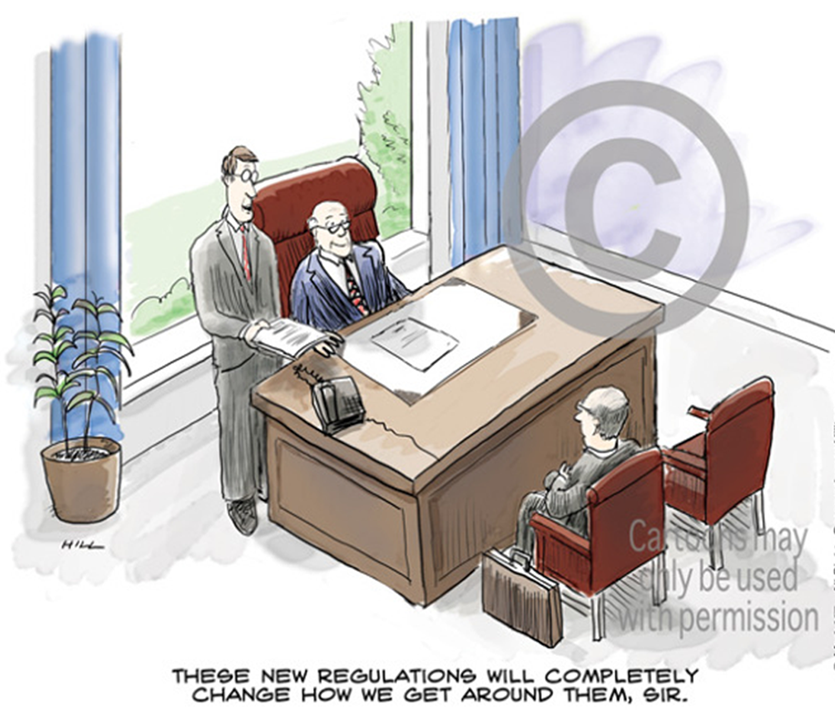 ©
Cartoons may
only be used
with permission
THESE NEW REGULATIONS WILL COMPLETELY
CHANGE HOW WE GET AROUND THEM, SIR.